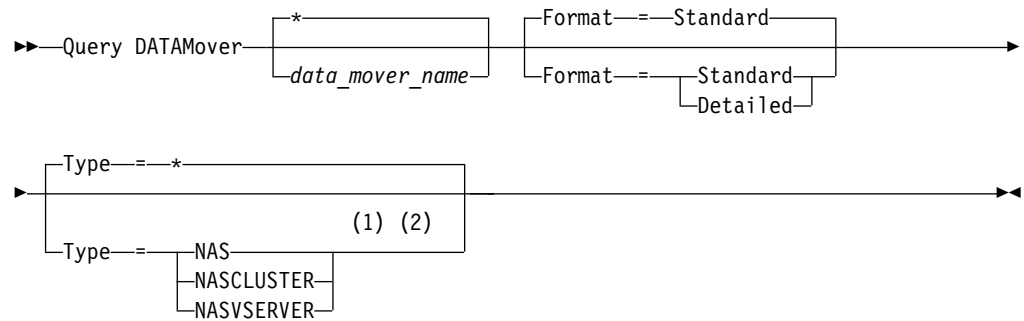 *
Format = Standard
Query DATAMover
data_mover_name
Format = Standard
Detailed
Type = *
(1) (2)
Type = NAS
NASCLUSTER
NASVSERVER